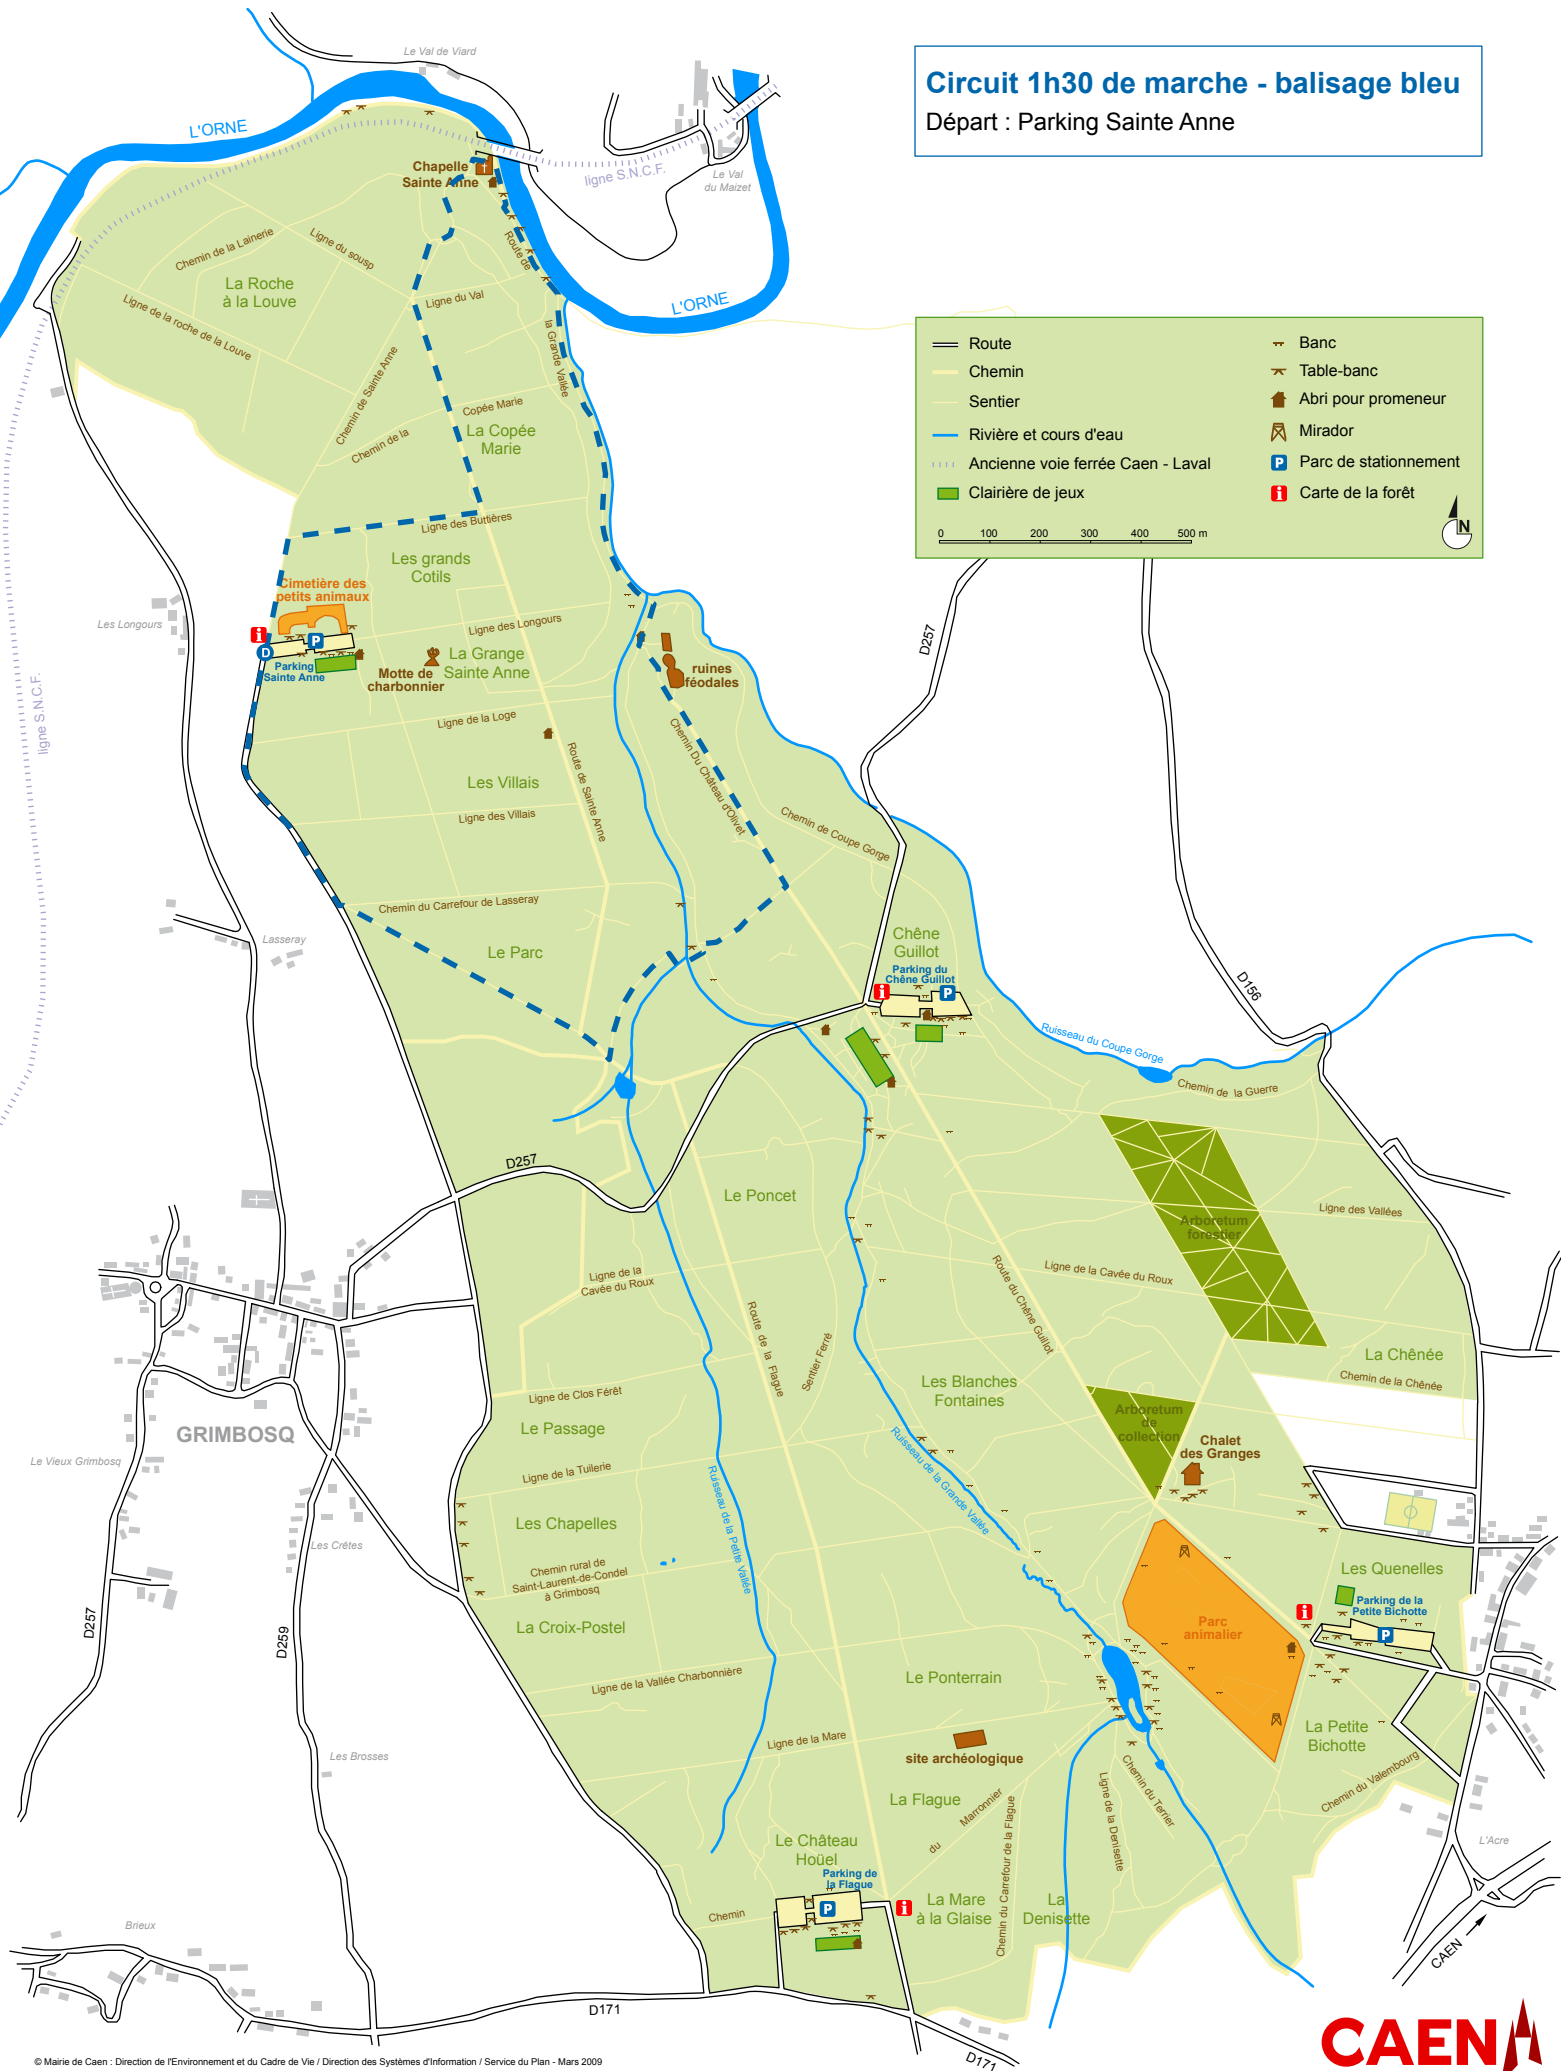 Circuit 1h30 de marche - balisage bleu
Départ : Parking Sainte Anne
Le Val de Viard
L'ORNE
ligne S.N.C.F.
Le Val
du Maizet
Chapelle
Sainte Anne
Chemin de la Lainerie
Ligne du sousp
La Roche
à la Louve
Ligne de la roche de la Louve
Ligne du Val
Route de
la Grande Vallée
L'ORNE
Chemin de Sainte Anne
Chemin de la
Copée Marie
La Copée
Marie
Route
Chemin
Sentier
Rivière et cours d'eau
Ancienne voie ferrée Caen - Laval
Clairière de jeux
Banc
Table-banc
Abri pour promeneur
Mirador
P Parc de stationnement
i Carte de la forêt
0 100 200 300 400 500 m
N
Ligne des Buttières
Les grands
Cotils
Cimetière des
petits animaux
Les Longours
i
D
P
Parking
Sainte Anne
Ligne des Longours
La Grange
Sainte Anne
Motte de
charbonnier
ruines
féodales
D257
ligne S.N.C.F.
Ligne de la Loge
Route de Sainte Anne
Chemin Du Château d'Olivet
Les Villais
Ligne des Villais
Chemin de Coupe Gorge
Chemin du Carrefour de Lasseray
Lasseray
Le Parc
Chêne
Guillot
Parking du
Chêne Guillot
i
P
D156
Ruisseau du Coupe Gorge
Chemin de la Guerre
D257
Le Poncet
Arboretum
forestier
Ligne des Vallées
Ligne de la
Cavée du Roux
Ligne de la Cavée du Roux
Route du Chêne Guillot
Route de la Flague
Sentier Ferré
La Chênée
Chemin de la Chênée
Ligne de Clos Férêt
Les Blanches
Fontaines
Arboretum
de
collection
Chalet
des Granges
GRIMBOSQ
Le Vieux Grimbosq
Le Passage
Ligne de la Tuilerie
Ruisseau de la Petite Vallée
Ruisseau de la Grande Vallée
Les Chapelles
Les Crêtes
Chemin rural de
Saint-Laurent-de-Condel
à Grimbosq
Les Quenelles
Parking de la
Petite Bichotte
i
P
La Croix-Postel
Parc
animalier
D257
D259
Ligne de la Vallée Charbonnière
Le Ponterrain
La Petite
Bichotte
Ligne de la Mare
site archéologique
Les Brosses
Chemin du Valembourg
Chemin du Terrier
Ligne de la Denisette
La Flague
du
Marronnier
Chemin du Carrefour de la Flague
L'Acre
Le Château
Hoüel
Parking de
la Flague
P
i
Chemin
La Mare
à la Glaise
La
Denisette
Brieux
CAEN
D171
D171
CAEN
© Mairie de Caen : Direction de l'Environnement et du Cadre de Vie / Direction des Systèmes d'Information / Service du Plan - Mars 2009